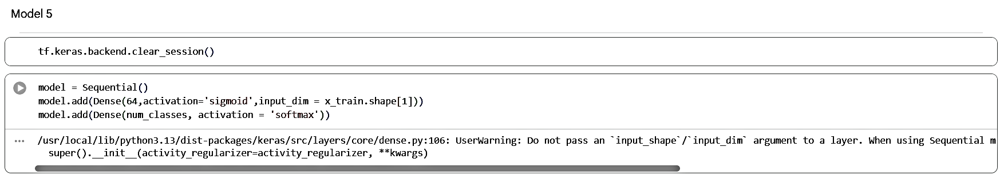 Model 5
tf.keras.backend.clear_session()
model = Sequential()
model.add(Dense(64,activation='sigmoid',input_dim = x_train.shape[1]))
model.add(Dense(num_classes, activation = 'softmax'))
/usr/local/lib/python3.13/dist-packages/keras/src/layers/core/dense.py:106: UserWarning: Do not pass an `input_shape`/`input_dim` argument to a layer. When using Sequential m
super().__init__(activity_regularizer=activity_regularizer, **kwargs)